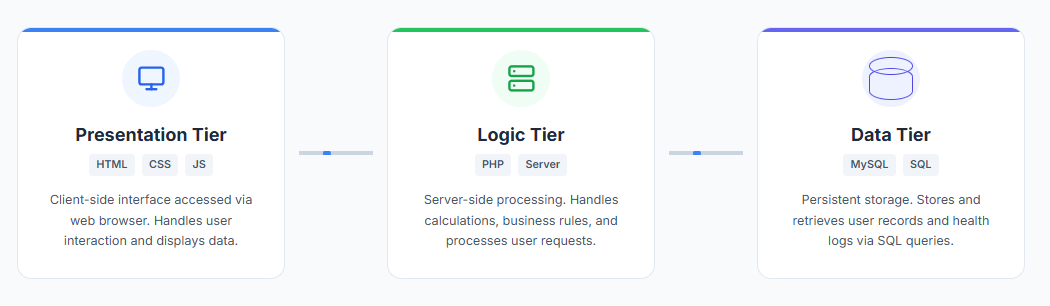 Presentation Tier
HTML CSS JS
Client-side interface accessed via
web browser. Handles user
interaction and displays data.
Logic Tier
PHP Server
Server-side processing. Handles
calculations, business rules, and
processes user requests.
Data Tier
MySQL SQL
Persistent storage. Stores and
retrieves user records and health
logs via SQL queries.